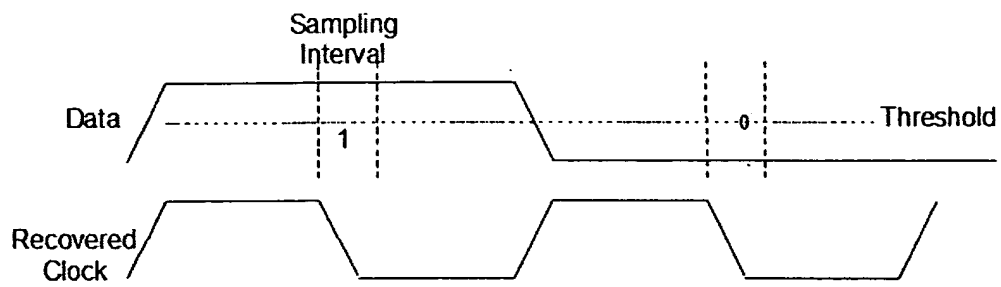 Sampling
Interval
Data
1
0
Threshold
Recovered
Clock